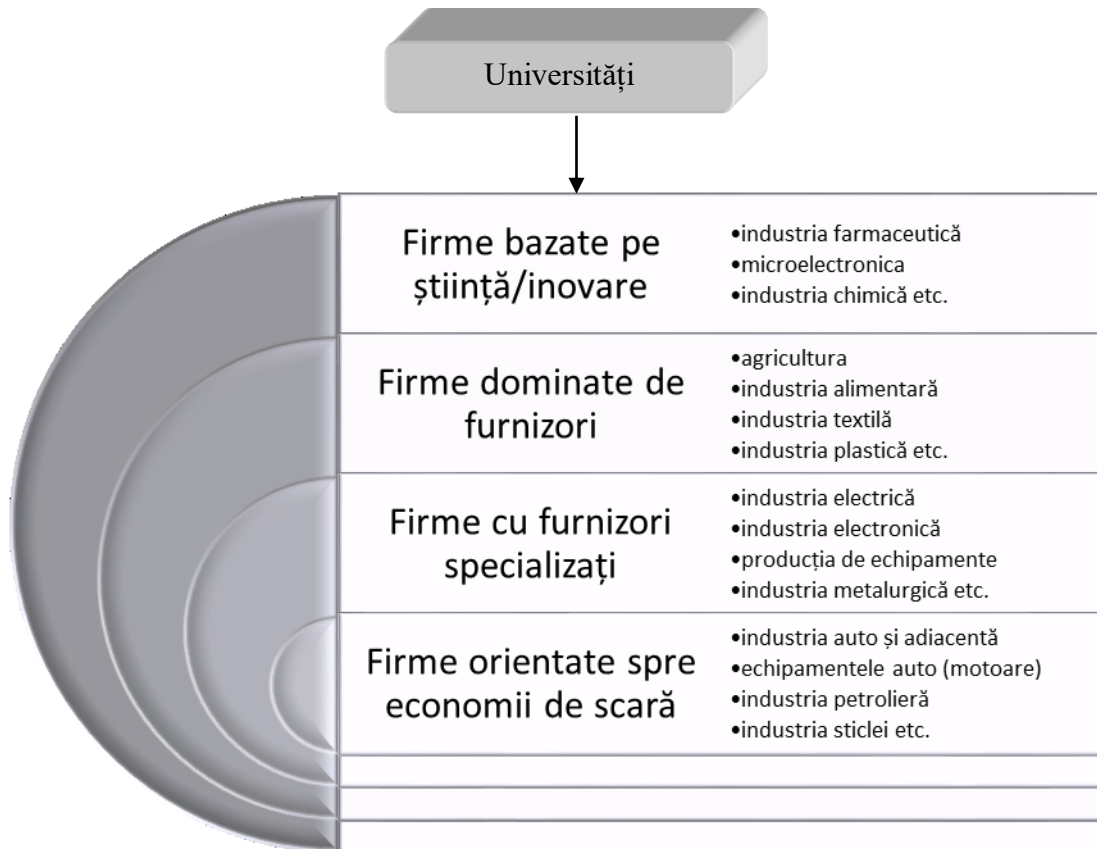 Universități
Firme bazate pe
știință/inovare
•industria farmaceutică
•microelectronica
•industria chimică etc.
Firme dominate de
furnizori
•agricultura
•industria alimentară
•industria textilă
•industria plastică etc.
Firme cu furnizori
specializați
•industria electrică
•industria electronică
•producția de echipamente
•industria metalurgică etc.
Firme orientate spre
economii de scară
•industria auto și adiacentă
•echipamentele auto (motoare)
•industria petrolieră
•industria sticlei etc.